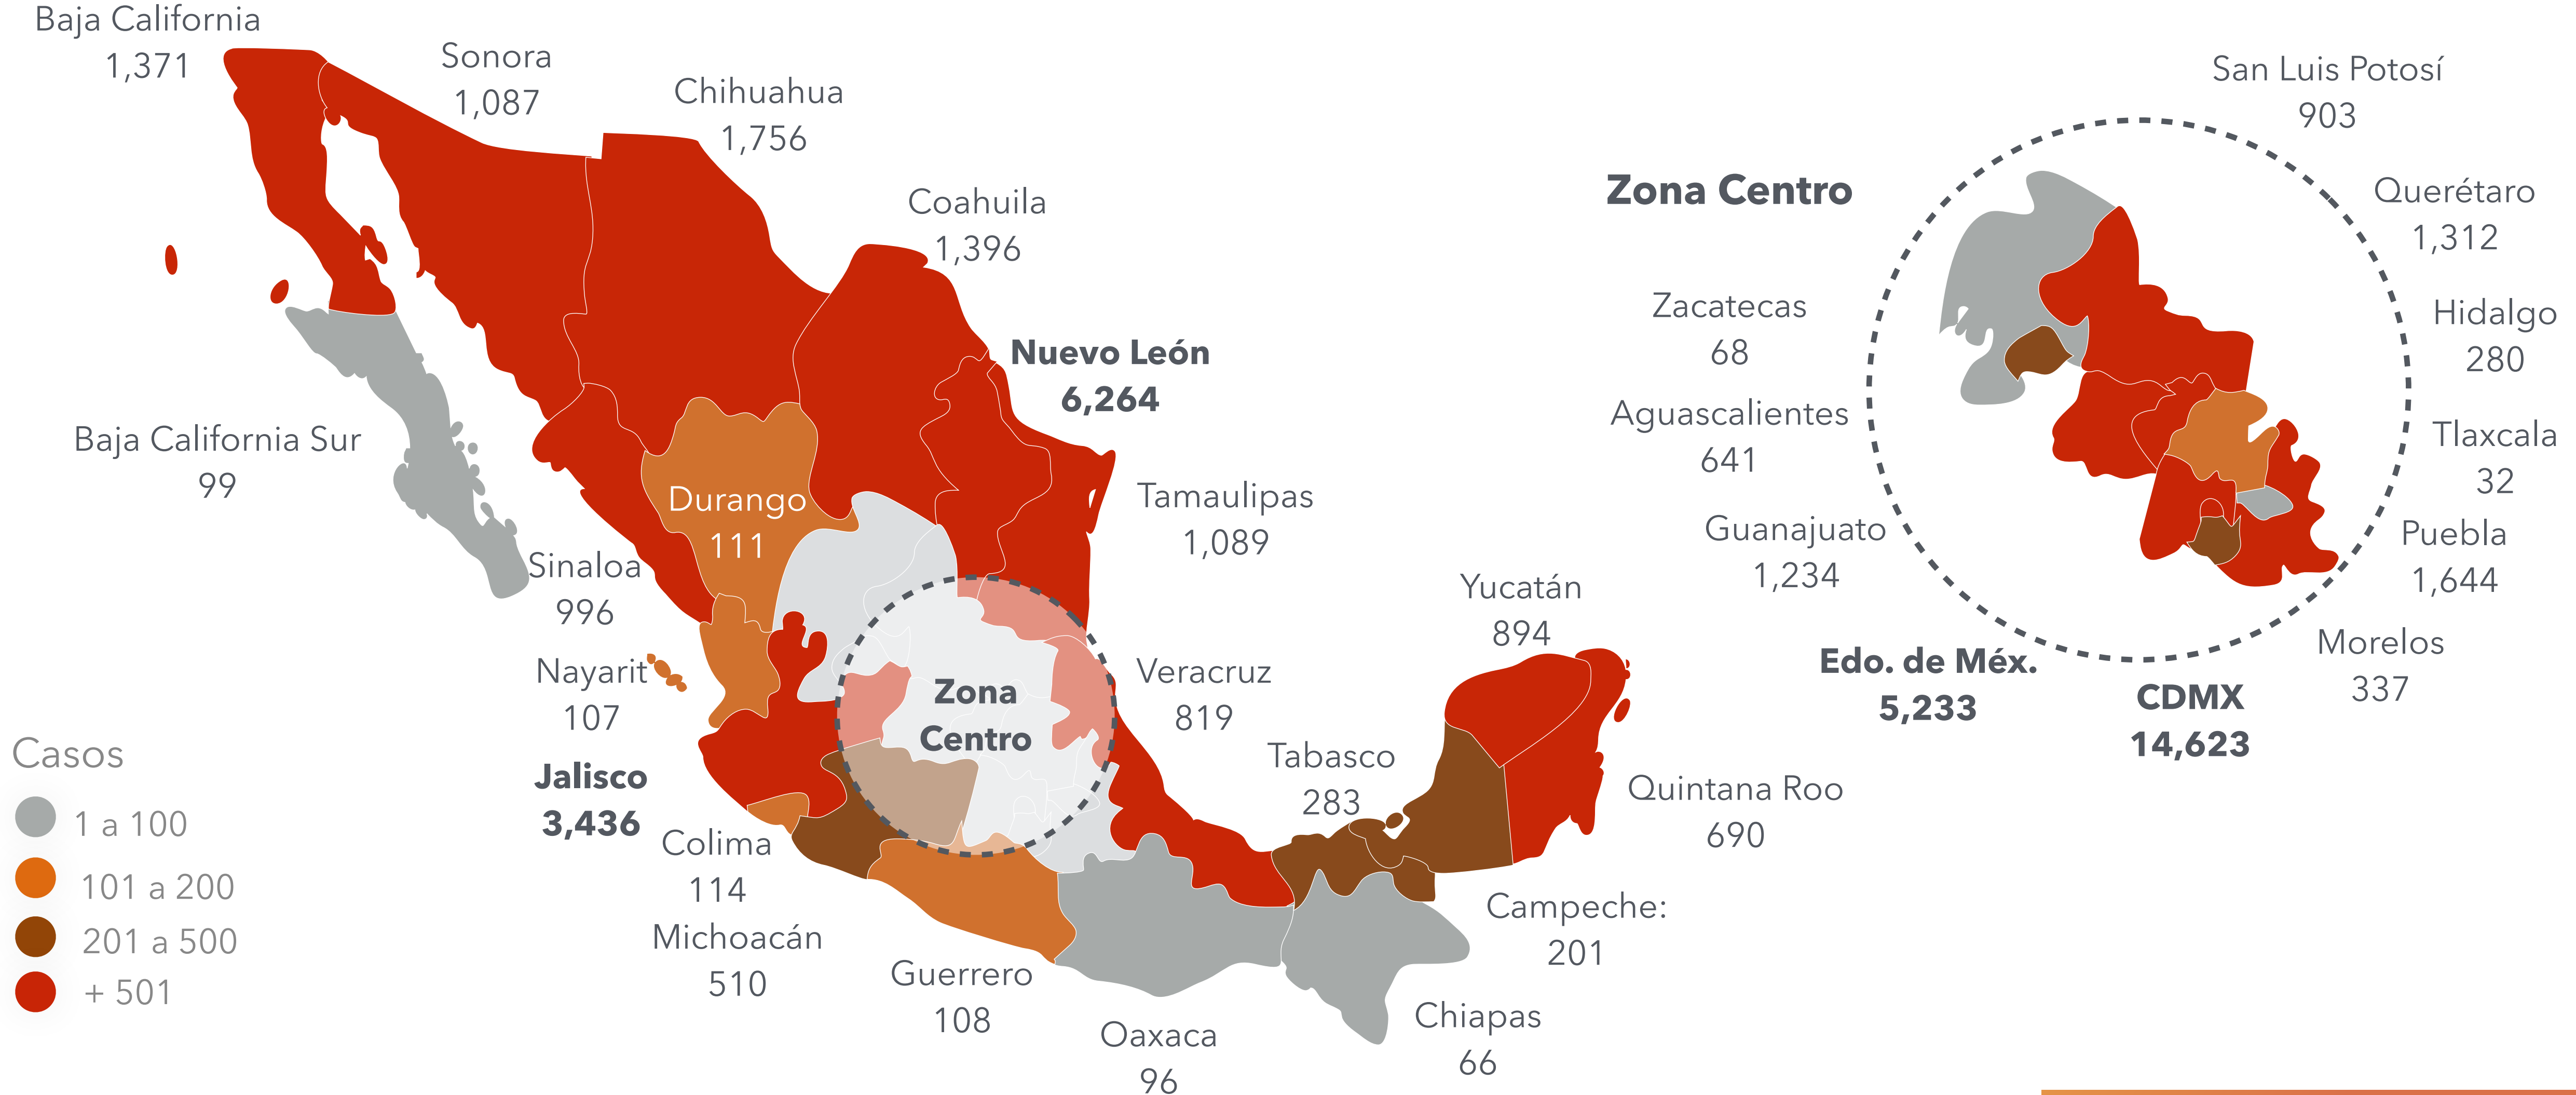 Baja California
1,371
Sonora
1,087
Chihuahua
1,756
Coahuila
1,396
Nuevo León
6,264
Baja California Sur
99
Durango
111
Tamaulipas
1,089
Sinaloa
996
Nayarit
107
Zona
Centro
Veracruz
819
Yucatán
894
Jalisco
3,436
Tabasco
283
Quintana Roo
690
Colima
114
Michoacán
510
Guerrero
108
Oaxaca
96
Campeche:
201
Chiapas
66
Casos
1 a 100
101 a 200
201 a 500
+ 501
Zona Centro
San Luis Potosí
903
Querétaro
1,312
Zacatecas
68
Hidalgo
280
Aguascalientes
641
Tlaxcala
32
Guanajuato
1,234
Puebla
1,644
Edo. de Méx.
5,233
CDMX
14,623
Morelos
337